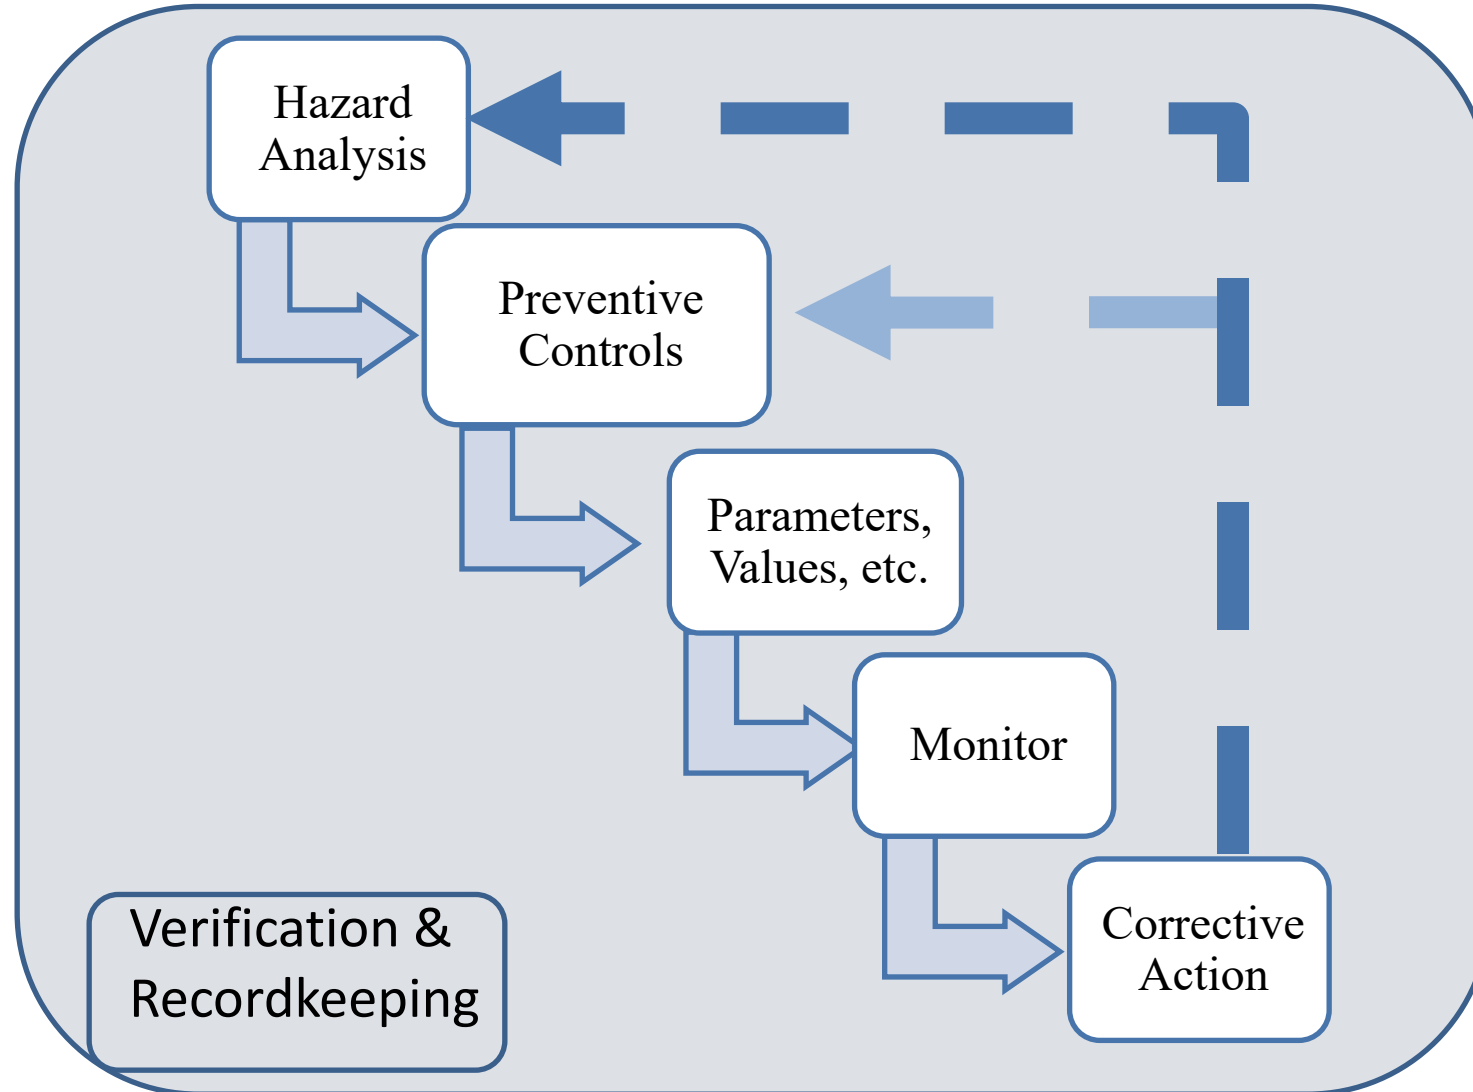 Hazard
Analysis
Preventive
Controls
Parameters,
Values, etc.
Monitor
Corrective
Action
Verification &
Recordkeeping